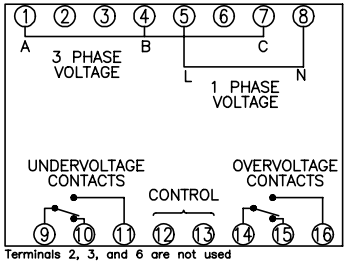 1 2 3 4 5 6 7 8
A B C
3 PHASE
VOLTAGE
L N
1 PHASE
VOLTAGE
UNDERVOLTAGE
CONTACTS
OVERVOLTAGE
CONTACTS
CONTROL
9 10 11 12 13 14 15 16
Terminals 2, 3, and 6 are not used